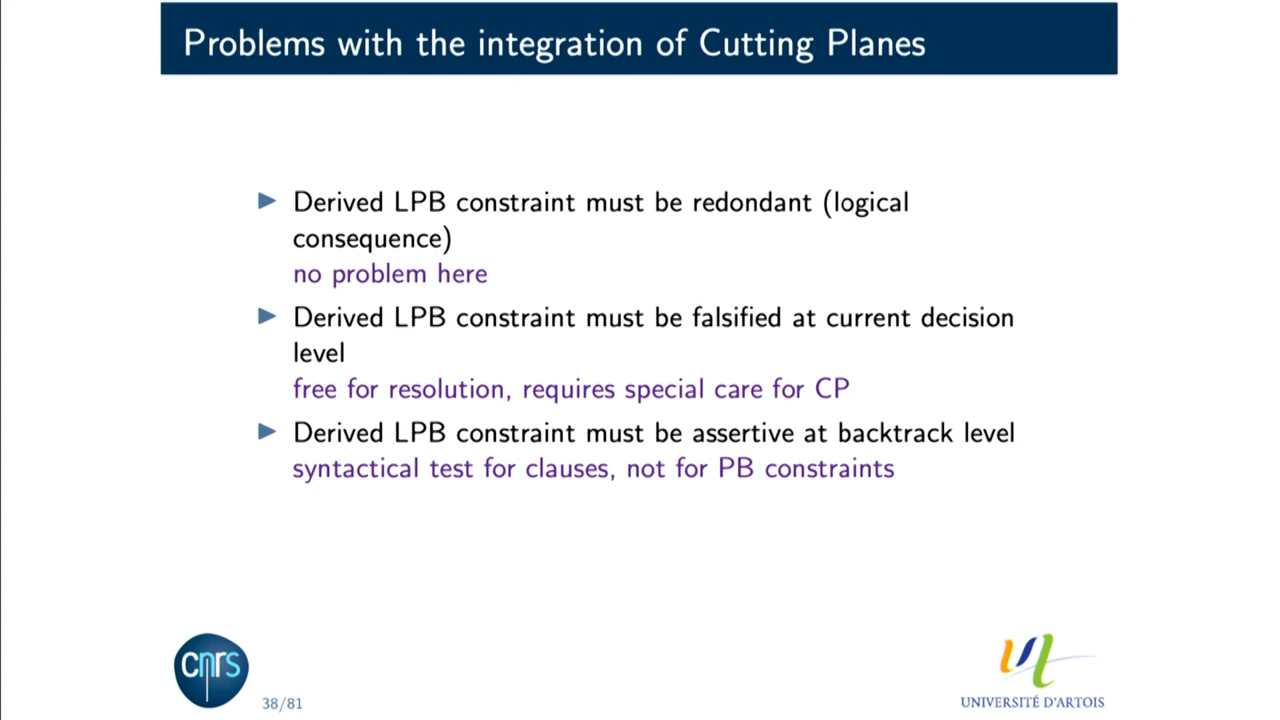 Problems with the integration of Cutting Planes
Derived LPB constraint must be redondant (logical
consequence)
no problem here
Derived LPB constraint must be falsified at current decision
level
free for resolution, requires special care for CP
Derived LPB constraint must be assertive at backtrack level
syntactical test for clauses, not for PB constraints
cnrs
38/81
UNIVERSITÉ D'ARTOIS